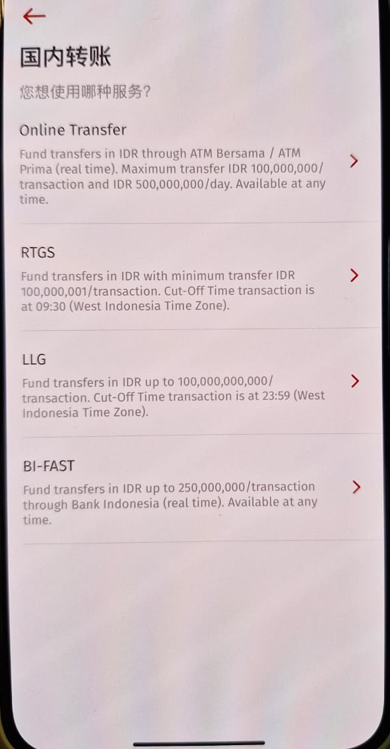 国内转账
您想使用哪种服务?
Online Transfer
Fund transfers in IDR through ATM Bersama / ATM
Prima (real time). Maximum transfer IDR 100,000,000/
transaction and IDR 500,000,000/day. Available at any
time.
RTGS
Fund transfers in IDR with minimum transfer IDR
100,000,001/transaction. Cut-Off Time transaction is
at 09:30 (West Indonesia Time Zone).
LLG
Fund transfers in IDR up to 100,000,000,000/
transaction. Cut-Off Time transaction is at 23:59 (West
Indonesia Time Zone).
BI-FAST
Fund transfers in IDR up to 250,000,000/transaction
through Bank Indonesia (real time). Available at any
time.